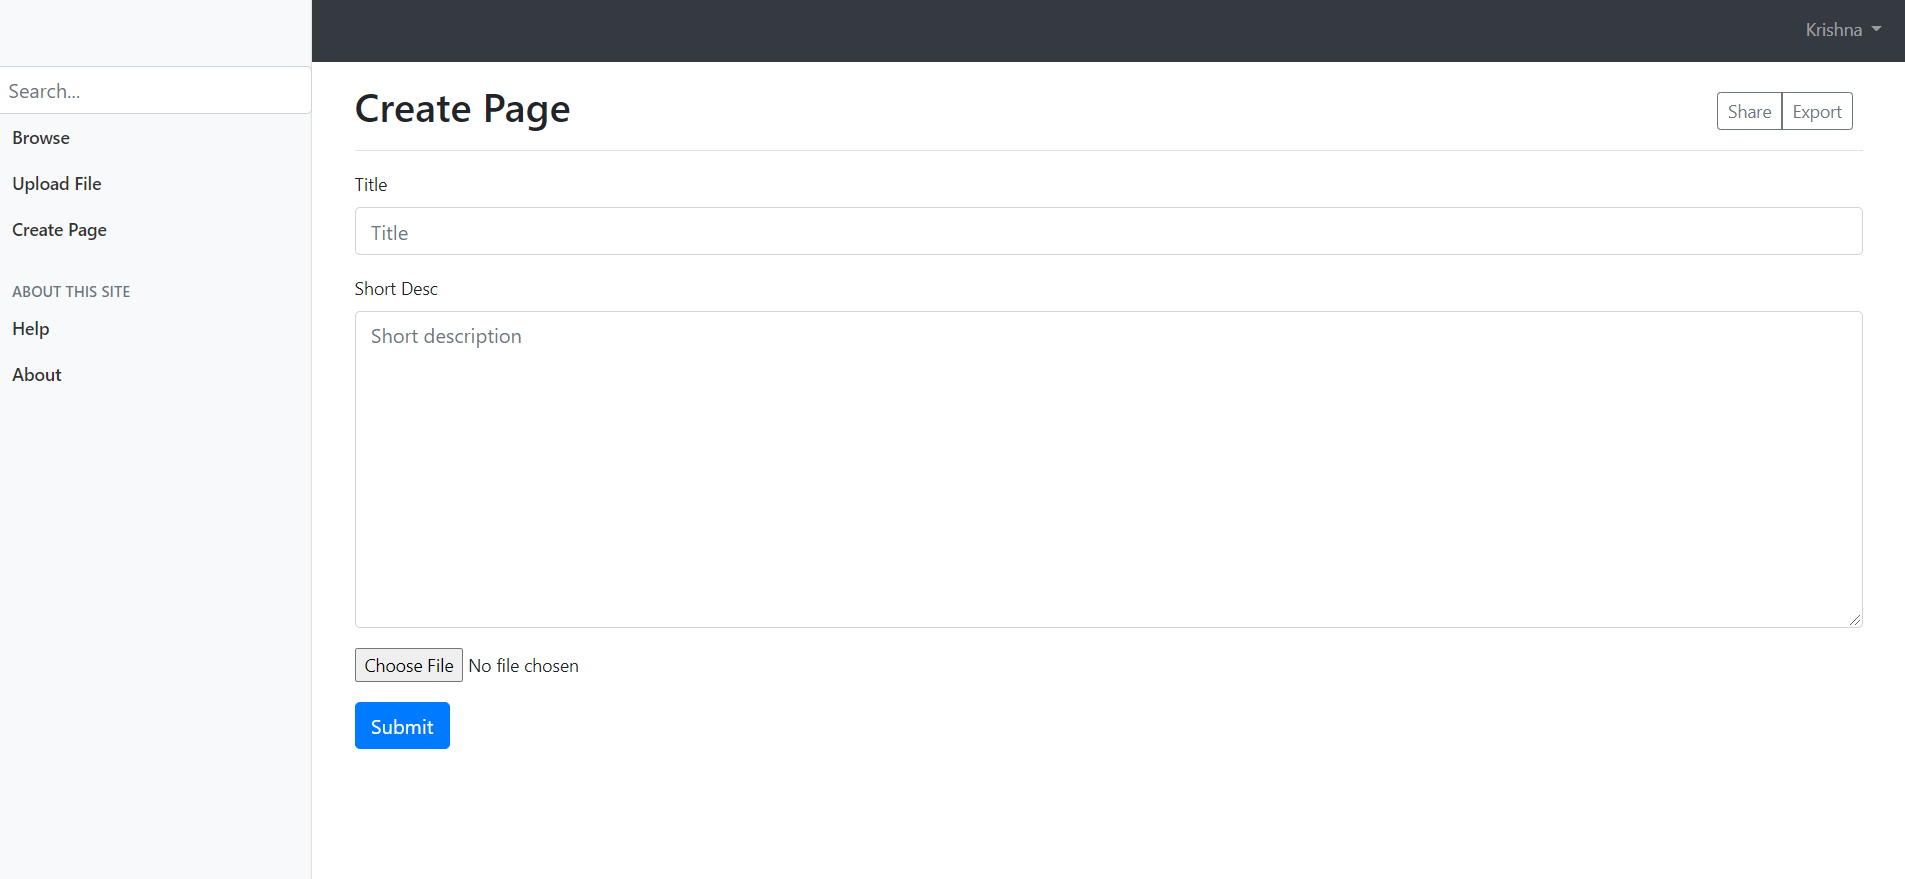 Krishna
Search...
Browse
Upload File
Create Page
ABOUT THIS SITE
Help
About
Create Page
Share Export
Title
Title
Short Desc
Short description
Choose File No file chosen
Submit